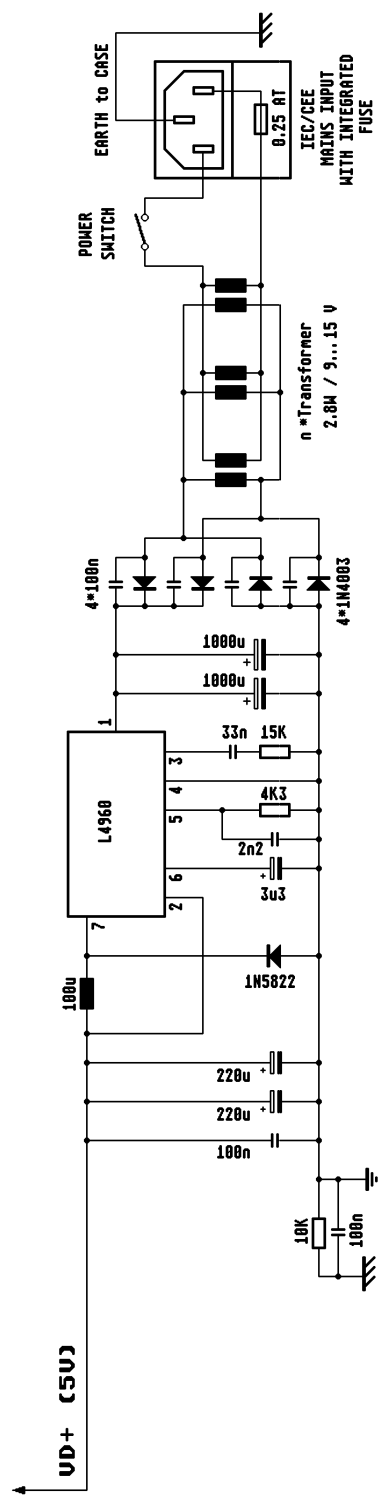 EARTH to CASE
0.25 AT
IEC/CEE
MAINS INPUT
WITH INTEGRATED
FUSE
POWER
SWITCH
n *Transformer
2.8W / 9...15 V
4*100n
4*1N4003
1000u
+
1000u
+
1
L4960
3
4
5
6
2
7
33n
15K
4K3
2n2
+
3u3
1N5822
100u
220u
+
220u
+
100n
10K
100n
VD+ (5V)